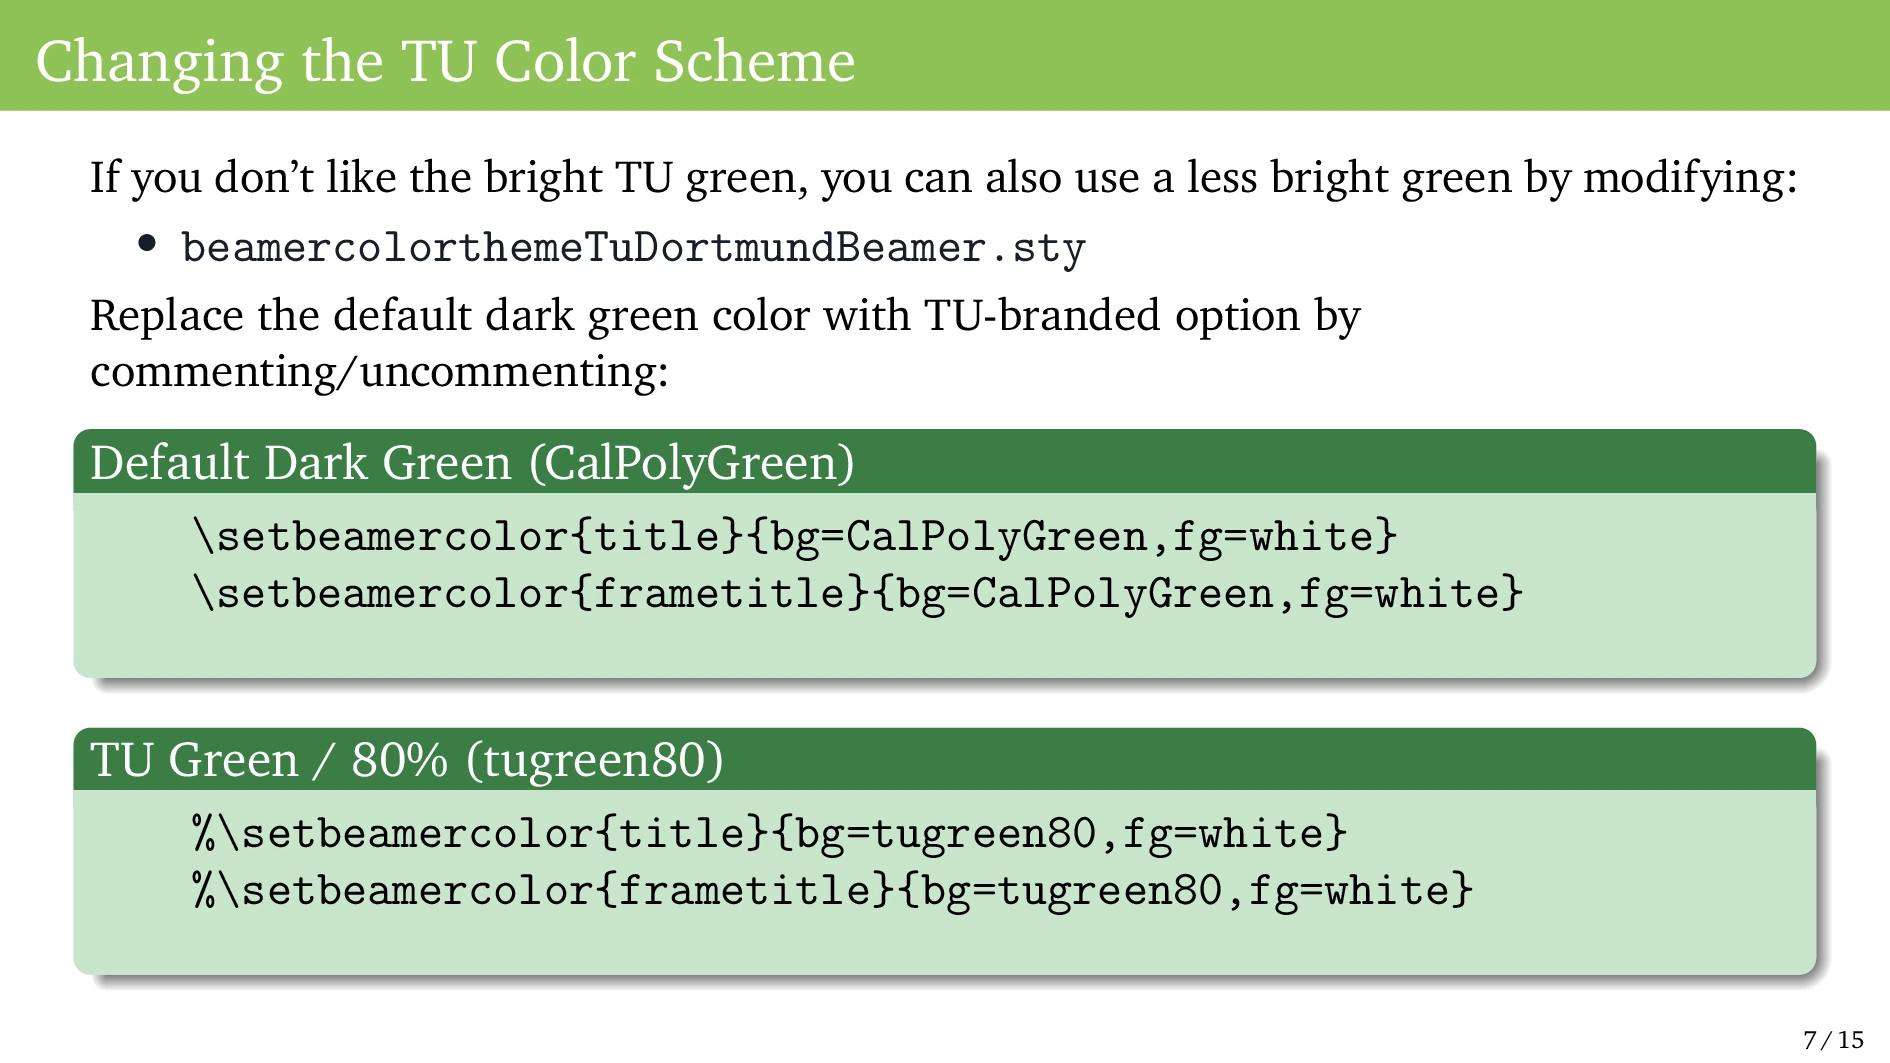 Changing the TU Color Scheme
If you don’t like the bright TU green, you can also use a less bright green by modifying:
• beamercolorthemeTuDortmundBeamer.sty
Replace the default dark green color with TU-branded option by
commenting/uncommenting:
Default Dark Green (CalPolyGreen)
\setbeamercolor{title}{bg=CalPolyGreen,fg=white}
\setbeamercolor{frametitle}{bg=CalPolyGreen,fg=white}
TU Green / 80% (tugreen80)
%\setbeamercolor{title}{bg=tugreen80,fg=white}
%\setbeamercolor{frametitle}{bg=tugreen80,fg=white}
7 / 15